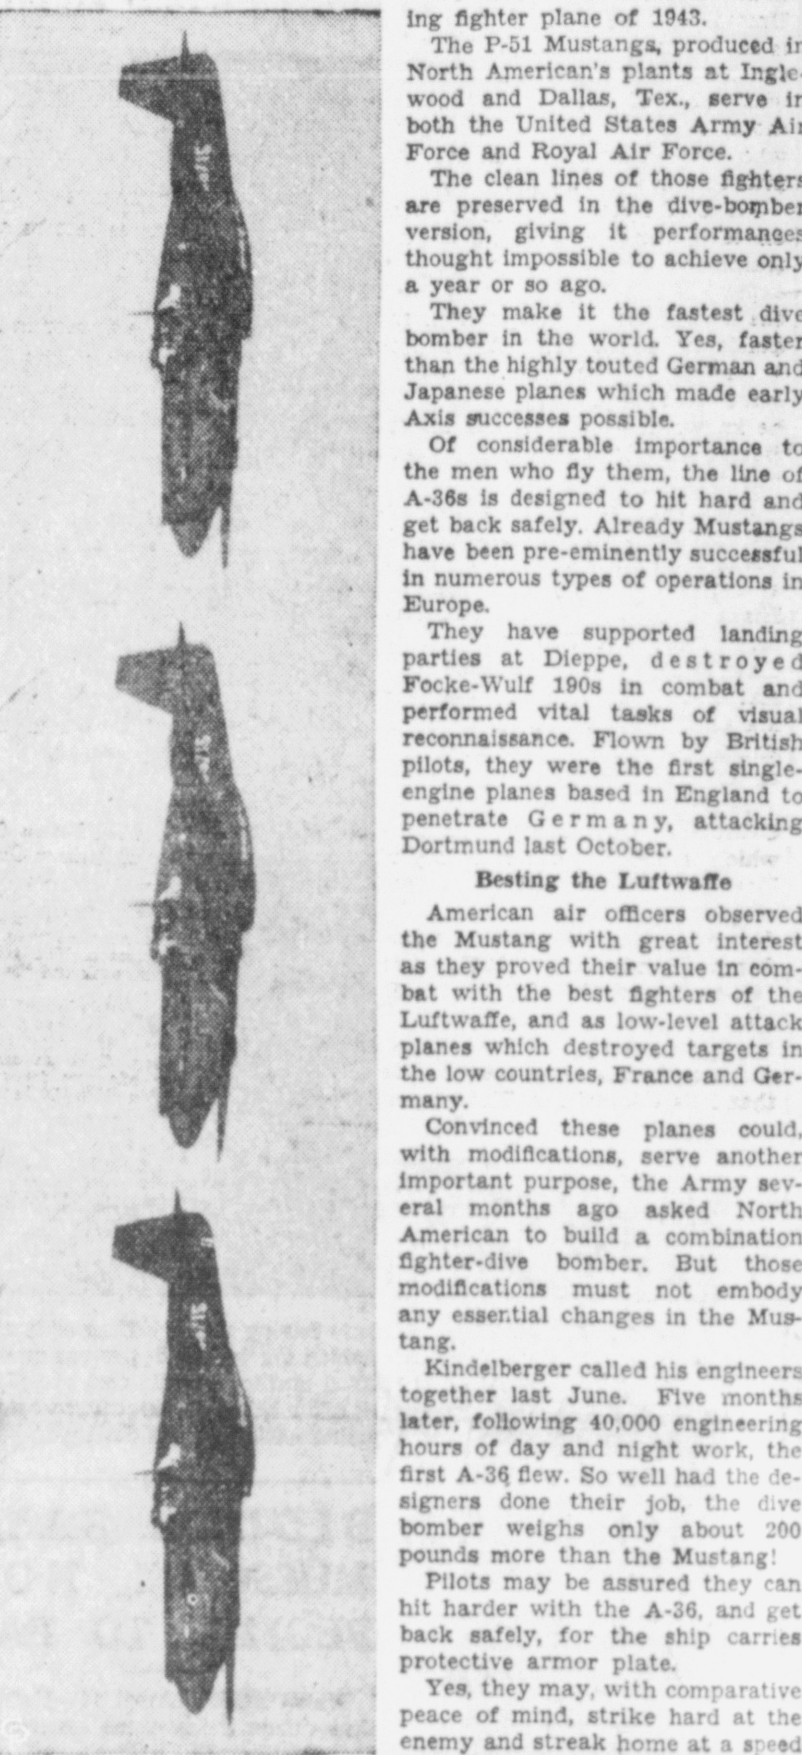 ing fighter plane of 1943.
The P-51 Mustangs, produced in
North American's plants at Ingle-
wood and Dallas, Tex., serve in
both the United States Army Air
Force and Royal Air Force.
The clean lines of those fighters
are preserved in the dive-bomber
version, giving it performances
thought impossible to achieve only
a year or so ago.
They make it the fastest dive
bomber in the world. Yes, faster
than the highly touted German and
Japanese planes which made early
Axis successes possible.
Of considerable importance to
the men who fly them, the line of
A-36s is designed to hit hard and
get back safely. Already Mustangs
have been pre-eminently successful
in numerous types of operations in
Europe.
They have supported landing
parties at Dieppe, destroyed
Focke-Wulf 190s in combat and
performed vital tasks of visual
reconnaissance. Flown by British
pilots, they were the first single-
engine planes based in England to
penetrate Germany, attacking
Dortmund last October.
Besting the Luftwaffe
American air officers observed
the Mustang with great interest
as they proved their value in com-
bat with the best fighters of the
Luftwaffe, and as low-level attack
planes which destroyed targets in
the low countries, France and Ger-
many.
Convinced these planes could,
with modifications, serve another
important purpose, the Army sev-
eral months ago asked North
American to build a combination
fighter-dive bomber. But those
modifications must not embody
any essential changes in the Mus-
tang.
Kindelberger called his engineers
together last June. Five months
later, following 40,000 engineering
hours of day and night work, the
first A-36 flew. So well had the de-
signers done their job, the dive
bomber weighs only about 200
pounds more than the Mustang!
Pilots may be assured they can
hit harder with the A-36, and get
back safely, for the ship carries
protective armor plate.
Yes, they may, with comparative
peace of mind, strike hard at the
enemy and streak home at a speed